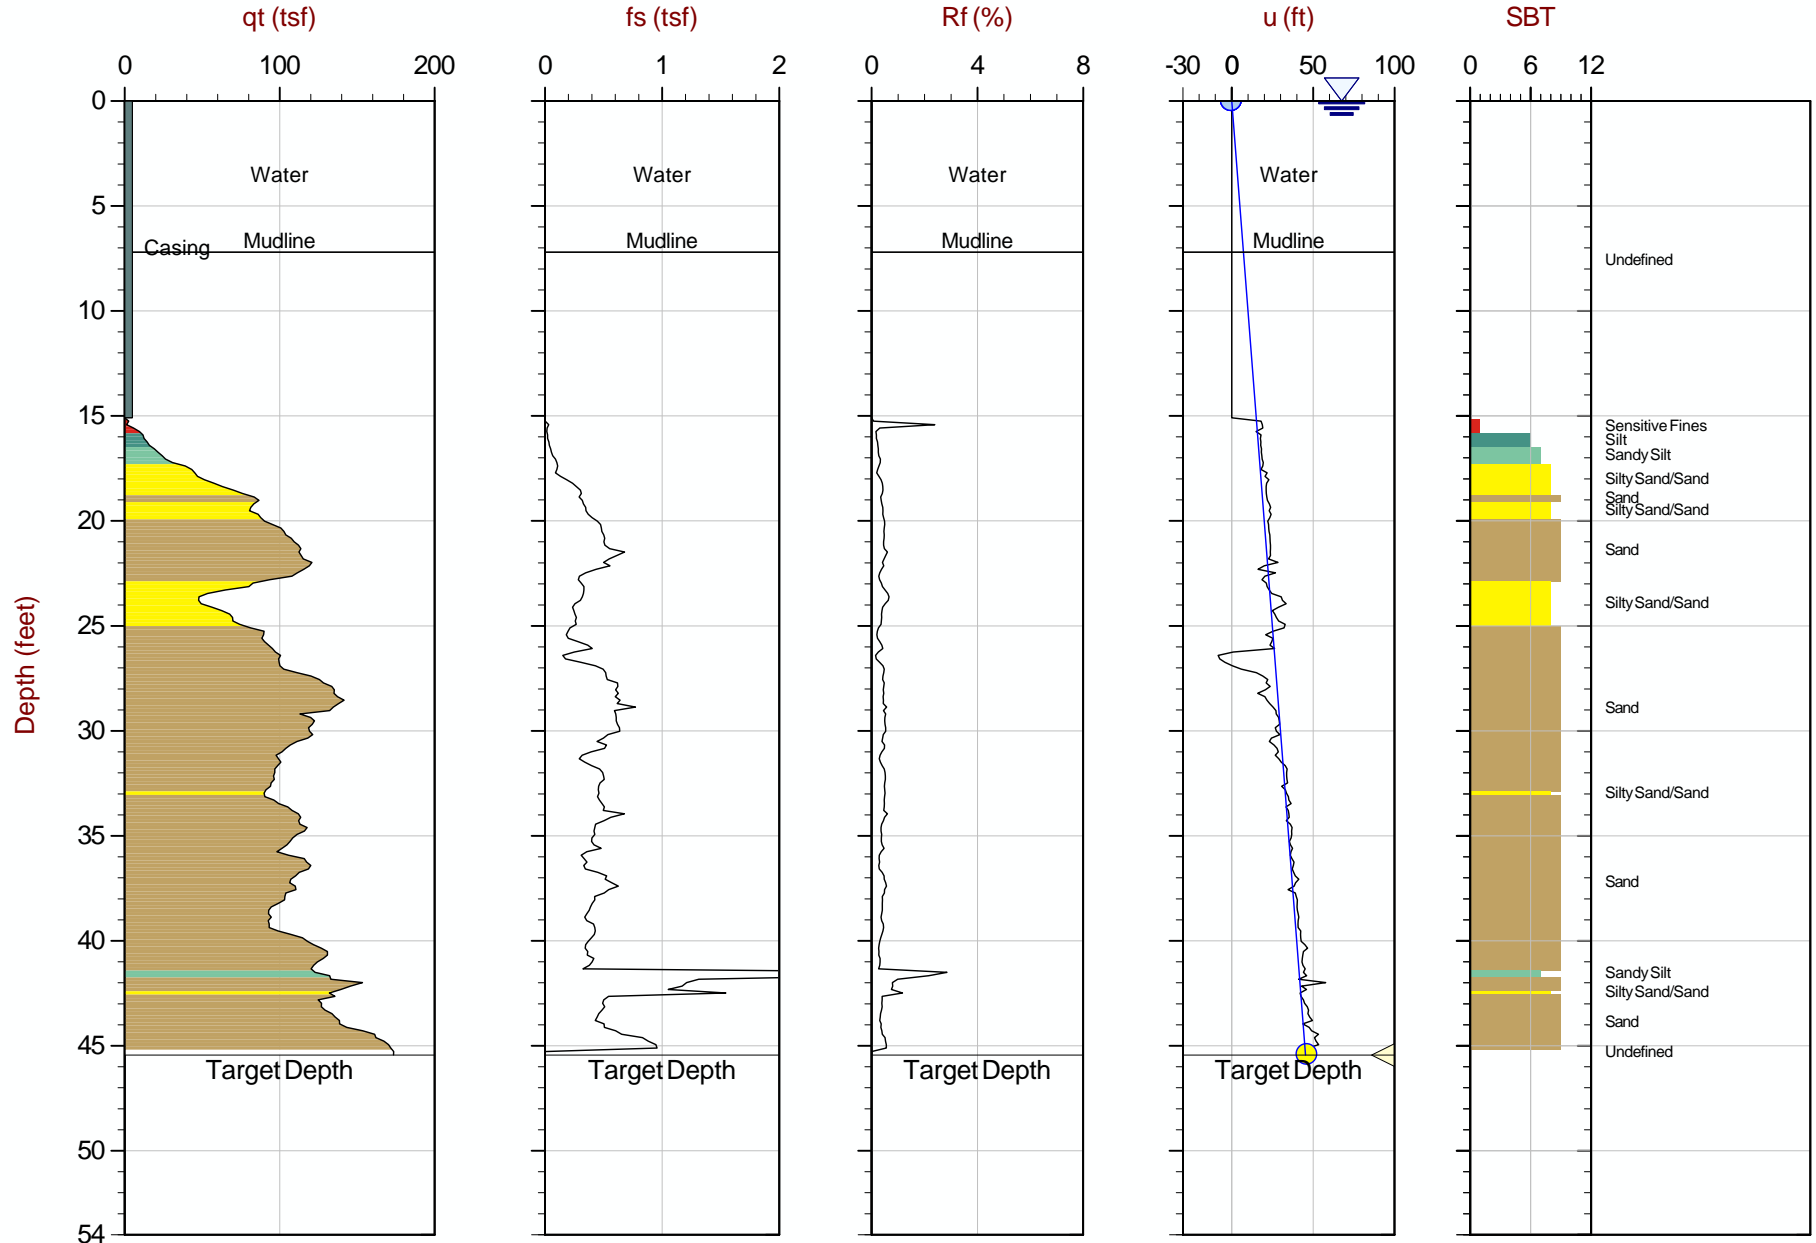 qt (tsf) fs (tsf) Rf (%) u (ft) SBT
0 100 200 0 1 2 0 4 8 -30 0 50 100 0 6 12
0
Water Water Water Water
5
Mudline Mudline Mudline Mudline
Casing
Undefined
10
15
Sensitive Fines
Silt
Sandy Silt
Silty Sand/Sand
Sand
Silty Sand/Sand
20
Sand
Silty Sand/Sand
25
Depth (feet)
Sand
30
Silty Sand/Sand
35
Sand
40
Sandy Silt
Silty Sand/Sand
Sand
45
Undefined
Target Depth Target Depth Target Depth Target Depth
50
54